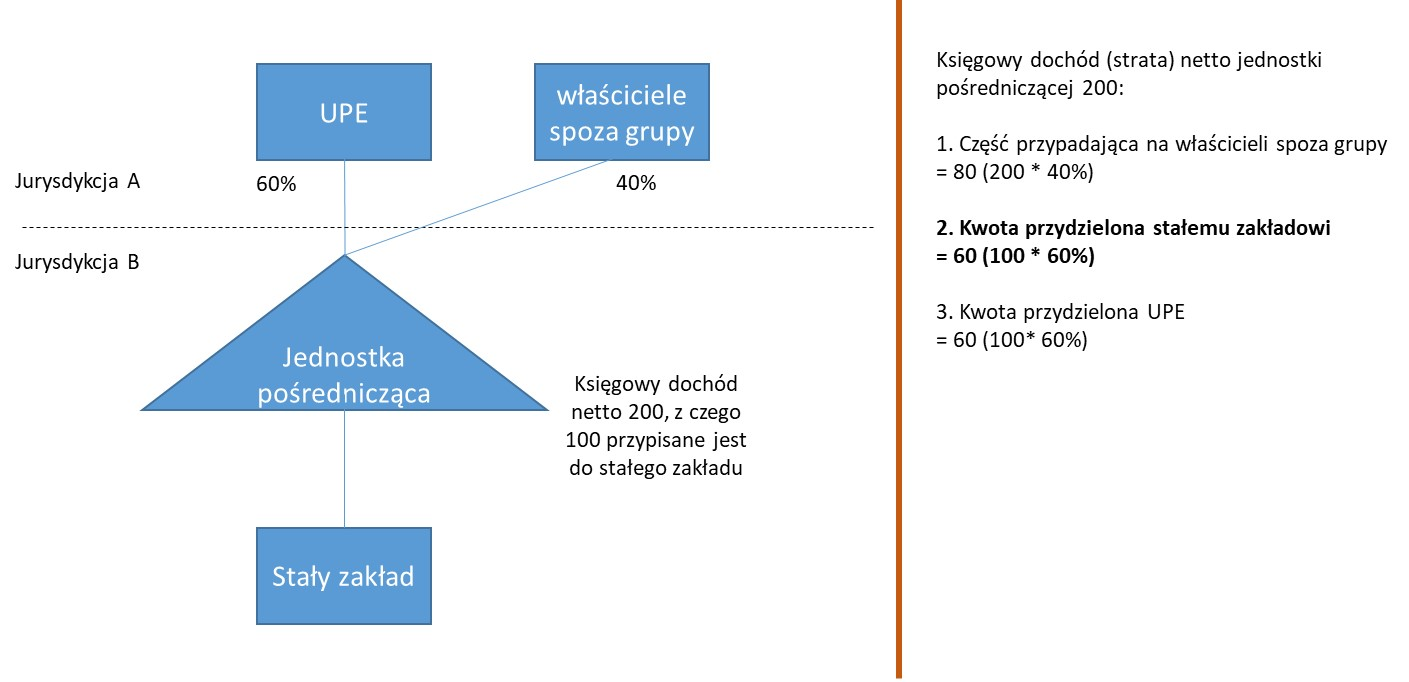 UPE
właściciele
spoza grupy
Jurysdykcja A
60%
40%
Jurysdykcja B
Jednostka
pośrednicząca
Księgowy dochód
netto 200, z czego
100 przypisane jest
do stałego zakładu
Stały zakład
Księgowy dochód (strata) netto jednostki
pośredniczącej 200:
1. Część przypadająca na właścicieli spoza grupy
= 80 (200 * 40%)
2. Kwota przydzielona stałemu zakładowi
= 60 (100 * 60%)
3. Kwota przydzielona UPE
= 60 (100* 60%)